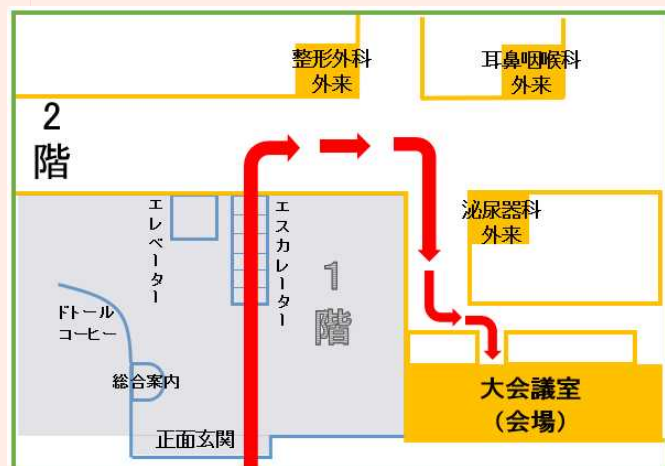 整形外科
外来
耳鼻咽喉科
外来
2
階
エレベーター
エスカレーター
泌尿器科
外来
1
階
ドトール
コーヒー
総合案内
大会議室
（会場）
正面玄関